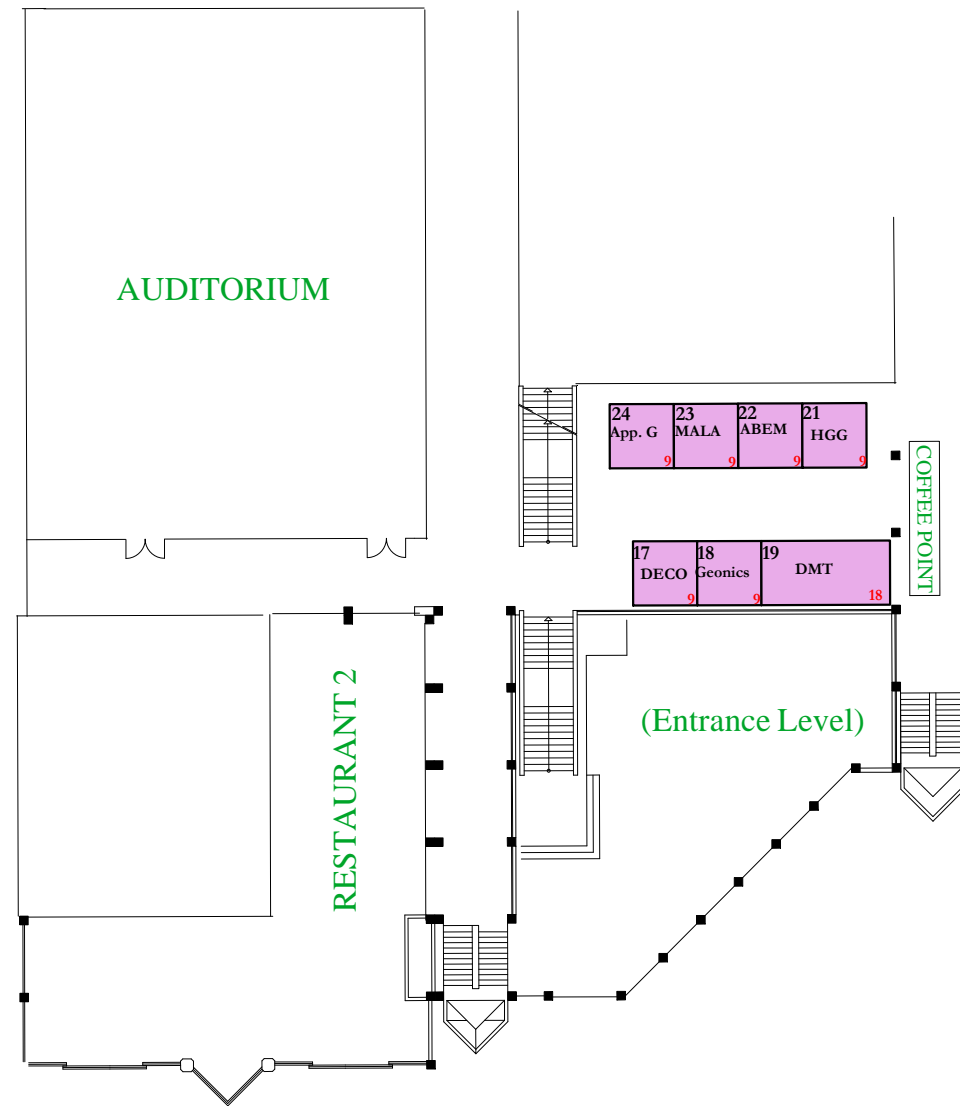 AUDITORIUM
24
App. G
9
23
MALA
9
22
ABEM
9
21
HGG
9
COFFEE POINT
17
DECO
9
18
Geonics
9
19
DMT
18
RESTAURANT 2
(Entrance Level)